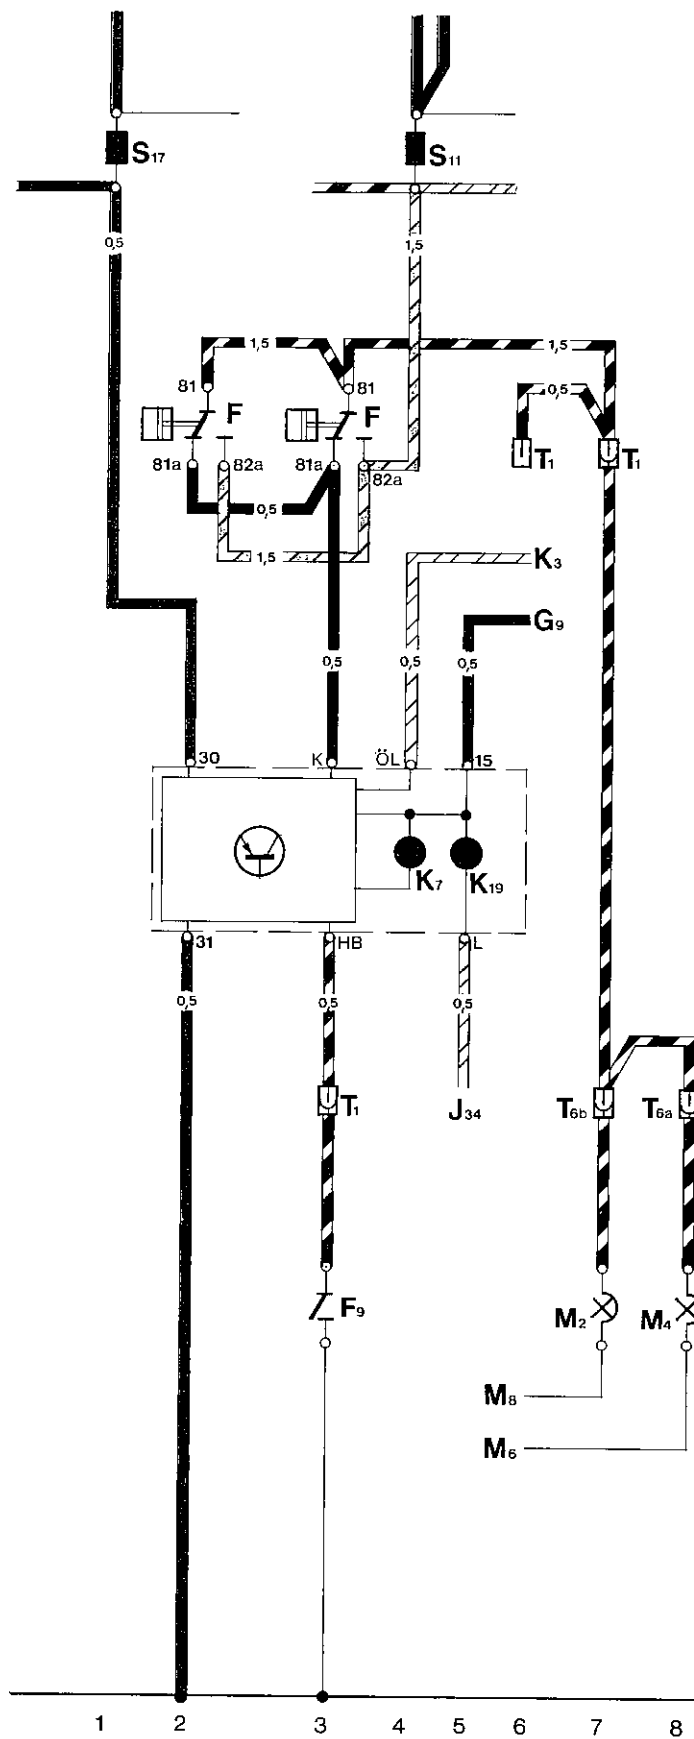 S17 S11
0,5 1,5
1,5 1,5
81 81 0,5
F F
T1 T1
81a 82a 81a 82a
0,5
1,5
K3
G9
0,5 0,5 0,5
30 K ÖL 15
K7 K19
31 HB L
0,5 0,5 0,5
T1 J34 T6b T6a
F9 M2 M4
M8
M6
1 2 3 4 5 6 7 8